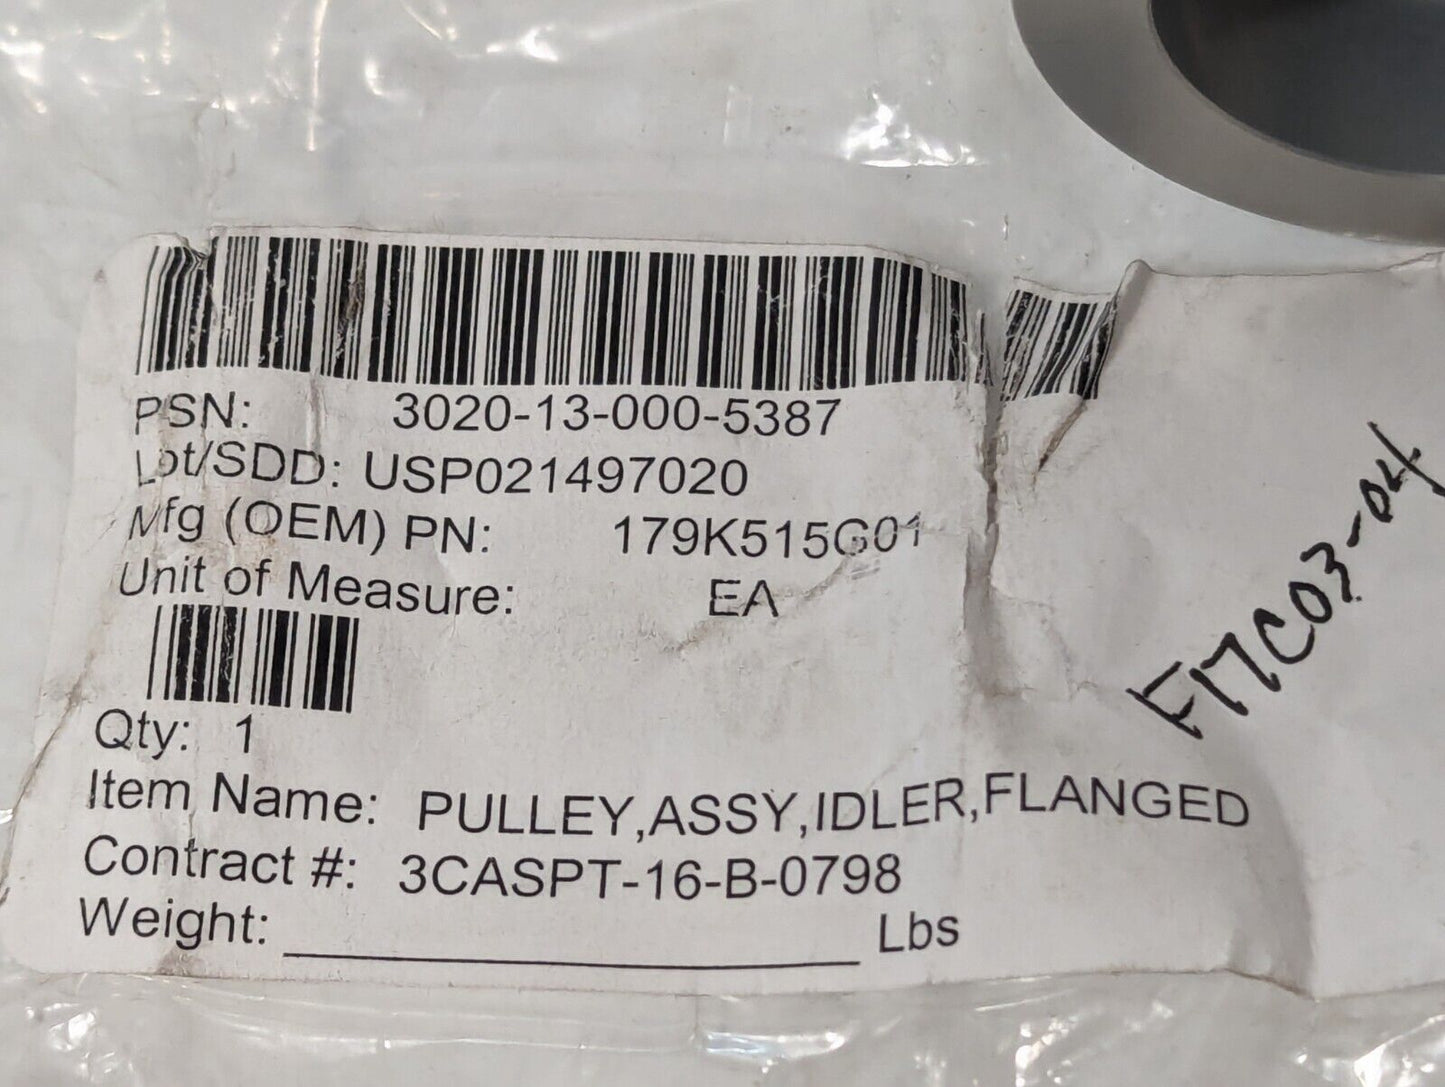 PSN: 3020-13-000-5387
Lot/SDD: USP021497020
Mfg (OEM) PN: 179K515G01
Unit of Measure: EA
Qty: 1
Item Name: PULLEY,ASSY,IDLER,FLANGED
Contract #: 3CASPT-16-B-0798
Weight: Lbs
F17C03-04